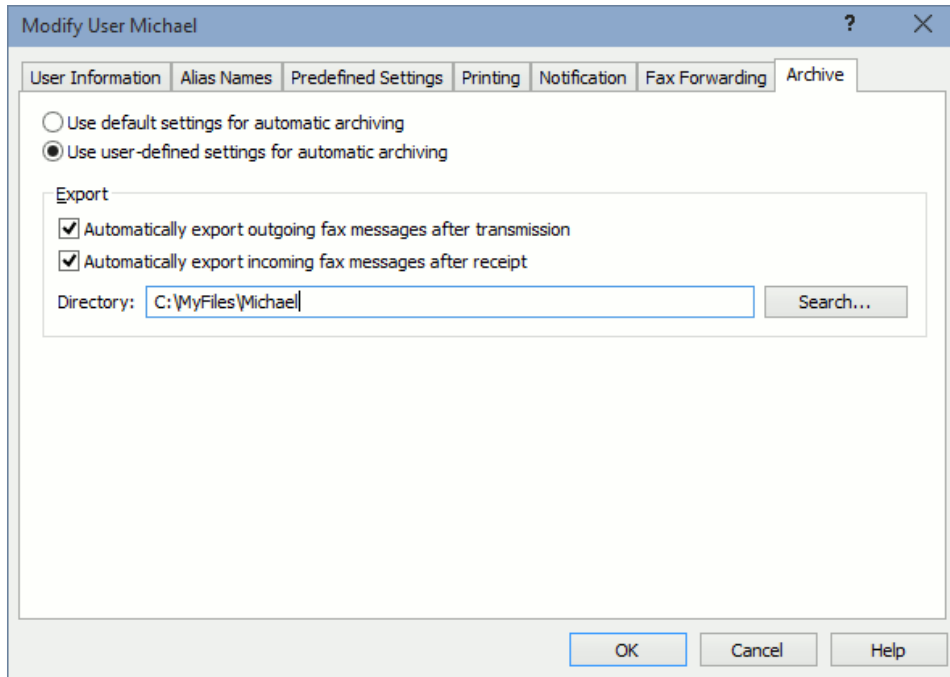 Modify User Michael ?
User Information Alias Names Predefined Settings Printing Notification Fax Forwarding Archive
Use default settings for automatic archiving
Use user-defined settings for automatic archiving
Export
Automatically export outgoing fax messages after transmission
Automatically export incoming fax messages after receipt
Directory: C:\MyFiles\Michael Search...
OK Cancel Help